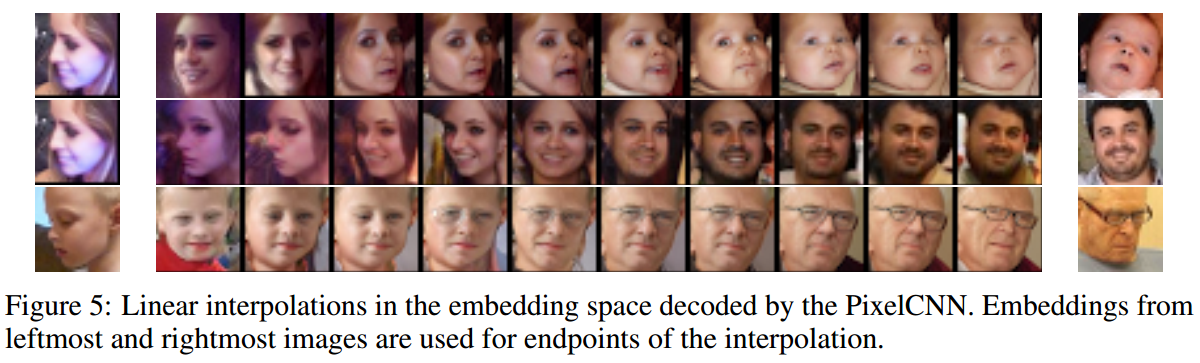 Figure 5: Linear interpolations in the embedding space decoded by the PixelCNN. Embeddings from
leftmost and rightmost images are used for endpoints of the interpolation.